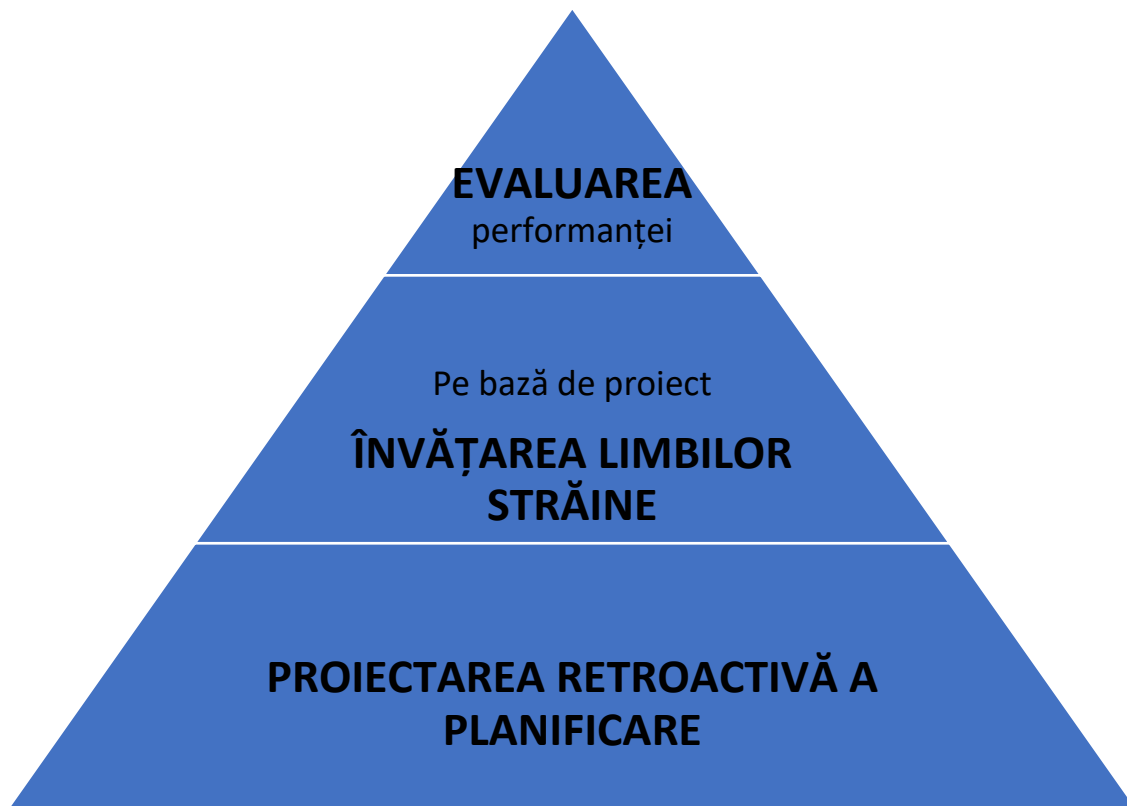 EVALUAREA
performanței
Pe bază de proiect
ÎNVĂȚAREA LIMBILOR
STRĂINE
PROIECTAREA RETROACTIVĂ A
PLANIFICARE